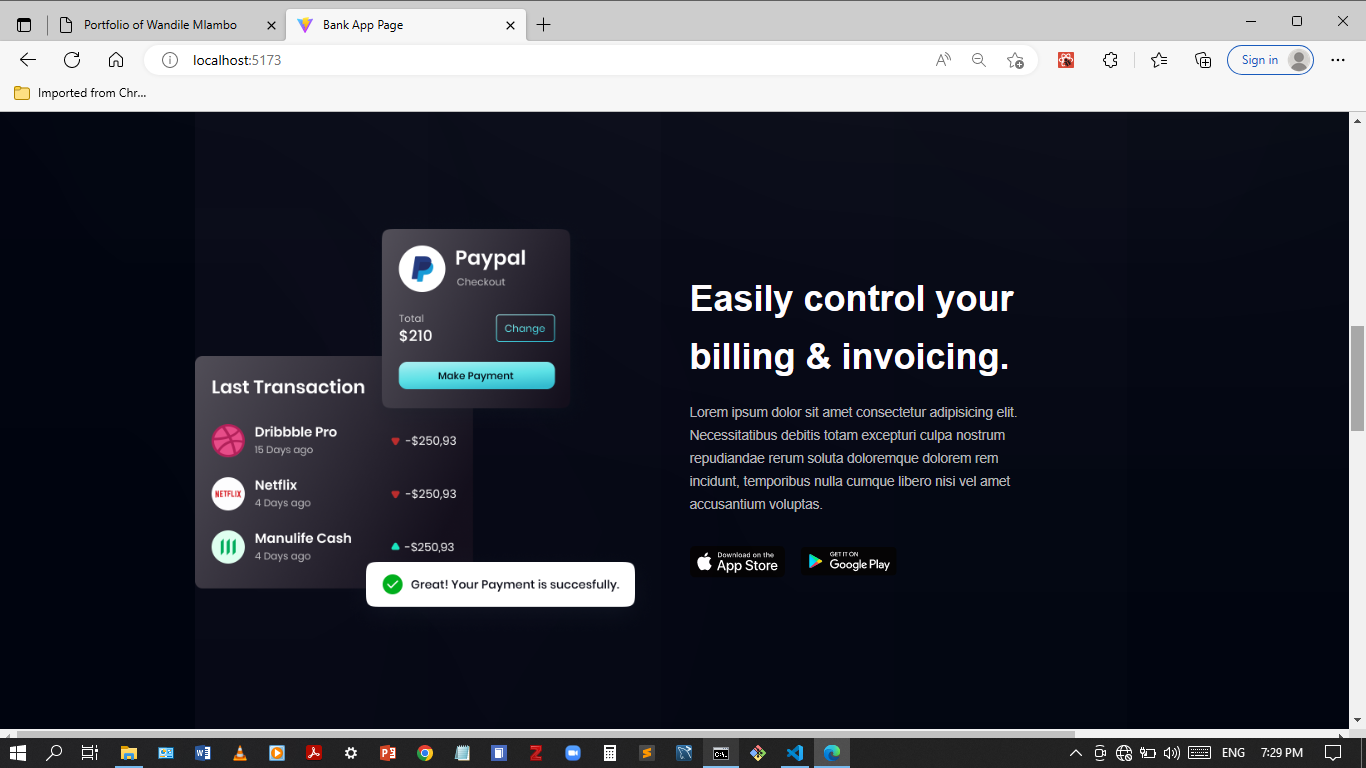 Portfolio of Wandile Mlambo
Bank App Page
localhost:5173
Sign in
Imported from Chr...
Paypal
Checkout
Total
$210
Change
Make Payment
Last Transaction
Dribbble Pro
15 Days ago
-$250,93
Netflix
NETFLIX
4 Days ago
-$250,93
Manulife Cash
4 Days ago
-$250,93
Great! Your Payment is succesfully.
Easily control your
billing & invoicing.
Lorem ipsum dolor sit amet consectetur adipisicing elit.
Necessitatibus debitis totam excepturi culpa nostrum
repudiandae rerum soluta doloremque dolorem rem
incidunt, temporibus nulla cumque libero nisi vel amet
accusantium voluptas.
Download on the
App Store
GET IT ON
Google Play
ENG
7:29 PM